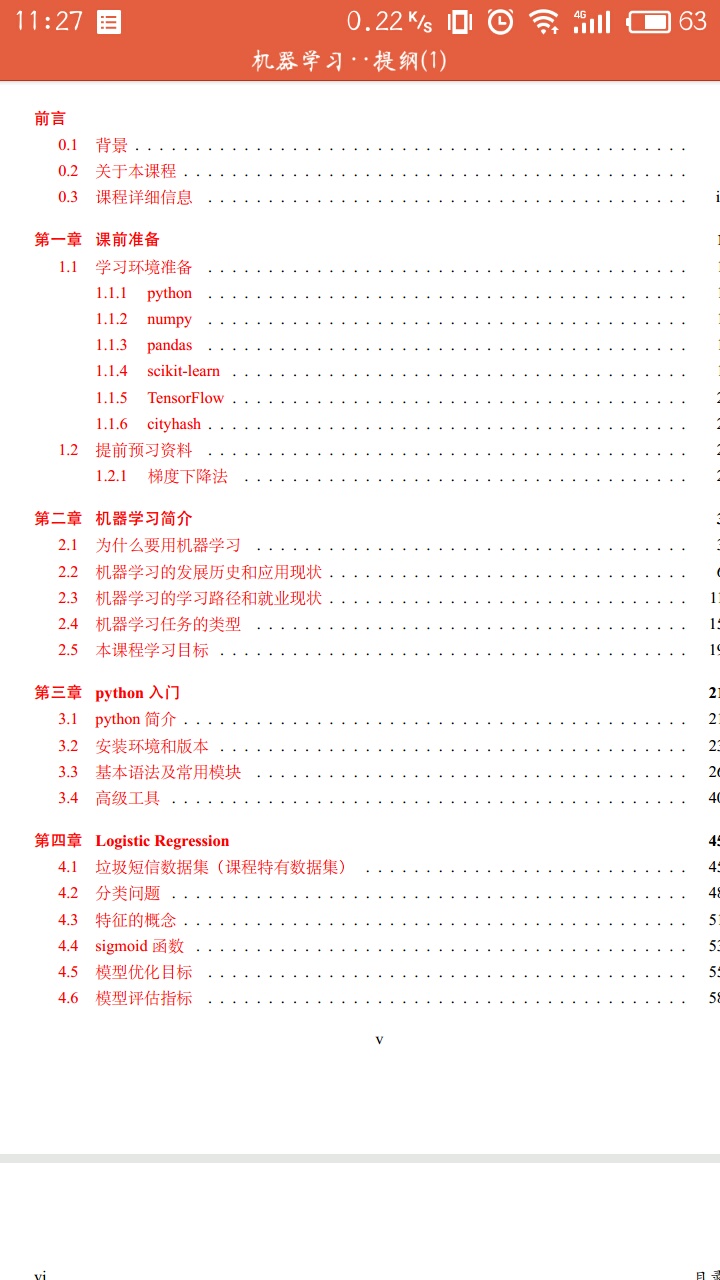 11:27 0.22 K/s 4G 63
机器学习··提纲(1)
前言
0.1 背景 . . . . . . . . . . . . . . . . . . . .
0.2 关于本课程 . . . . . . . . . . . . . . . . . . . .
0.3 课程详细信息 . . . . . . . . . . . . . . . . . . . . i
第一章 课前准备 1
1.1 学习环境准备 . . . . . . . . . . . . . . . . . . . . 1
1.1.1 python . . . . . . . . . . . . . . . . . . . . 1
1.1.2 numpy . . . . . . . . . . . . . . . . . . . . 1
1.1.3 pandas . . . . . . . . . . . . . . . . . . . . 1
1.1.4 scikit-learn . . . . . . . . . . . . . . . . . . . . 1
1.1.5 TensorFlow . . . . . . . . . . . . . . . . . . . . 2
1.1.6 cityhash . . . . . . . . . . . . . . . . . . . . 2
1.2 提前预习资料 . . . . . . . . . . . . . . . . . . . . 2
1.2.1 梯度下降法 . . . . . . . . . . . . . . . . . . . . 2
第二章 机器学习简介 3
2.1 为什么要用机器学习 . . . . . . . . . . . . . . . . . . . . 3
2.2 机器学习的发展历史和应用现状 . . . . . . . . . . . . . . . . . . . . 6
2.3 机器学习的学习路径和就业现状 . . . . . . . . . . . . . . . . . . . . 11
2.4 机器学习任务的类型 . . . . . . . . . . . . . . . . . . . . 15
2.5 本课程学习目标 . . . . . . . . . . . . . . . . . . . . 19
第三章 python 入门 21
3.1 python 简介 . . . . . . . . . . . . . . . . . . . . 21
3.2 安装环境和版本 . . . . . . . . . . . . . . . . . . . . 23
3.3 基本语法及常用模块 . . . . . . . . . . . . . . . . . . . . 26
3.4 高级工具 . . . . . . . . . . . . . . . . . . . . 40
第四章 Logistic Regression 45
4.1 垃圾短信数据集（课程特有数据集） . . . . . . . . . . . . . . . . . . . . 45
4.2 分类问题 . . . . . . . . . . . . . . . . . . . . 48
4.3 特征的概念 . . . . . . . . . . . . . . . . . . . . 51
4.4 sigmoid 函数 . . . . . . . . . . . . . . . . . . . . 53
4.5 模型优化目标 . . . . . . . . . . . . . . . . . . . . 55
4.6 模型评估指标 . . . . . . . . . . . . . . . . . . . . 58
v
vi 目录